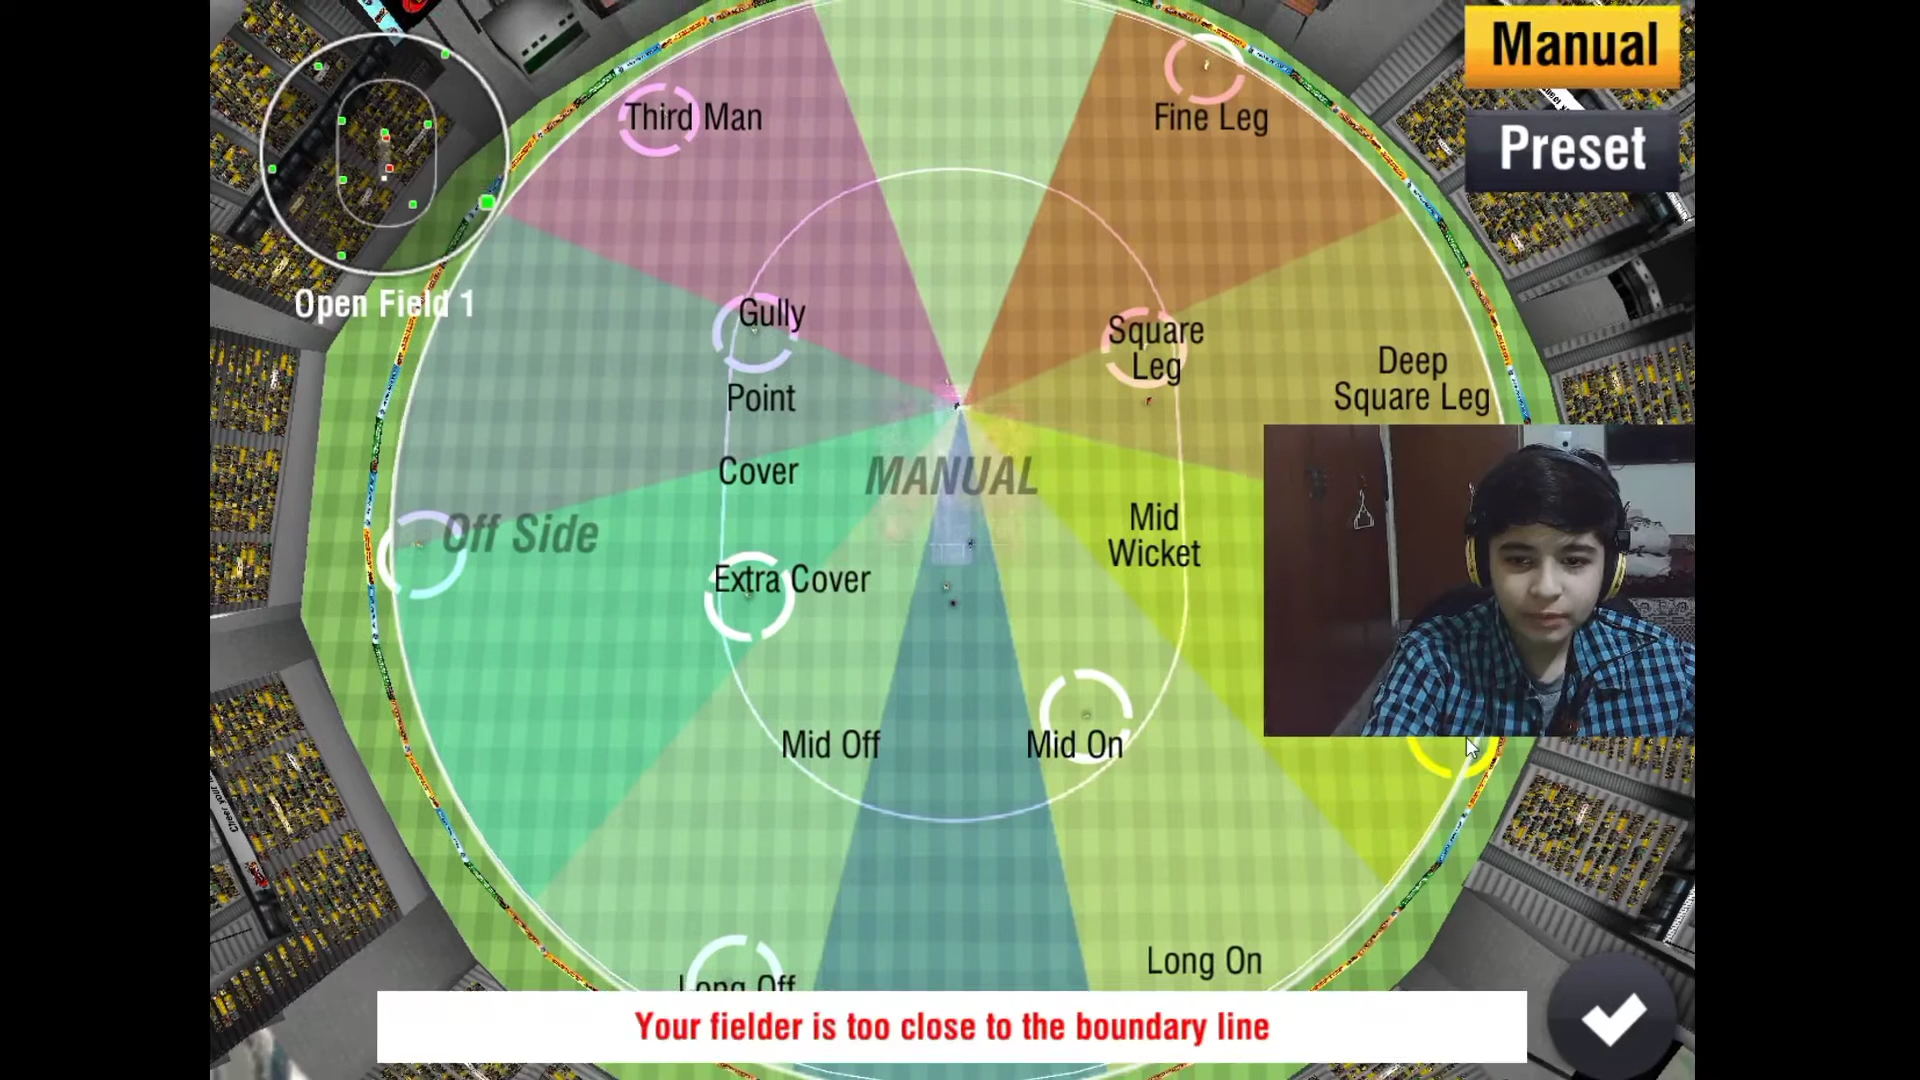 Manual
Preset
Third Man
Fine Leg
Open Field 1
Gully
Square
Leg
Deep
Square Leg
Point
Cover
MANUAL
Off Side
Mid
Wicket
Extra Cover
Mid Off
Mid On
Long On
Long Off
Your fielder is too close to the boundary line